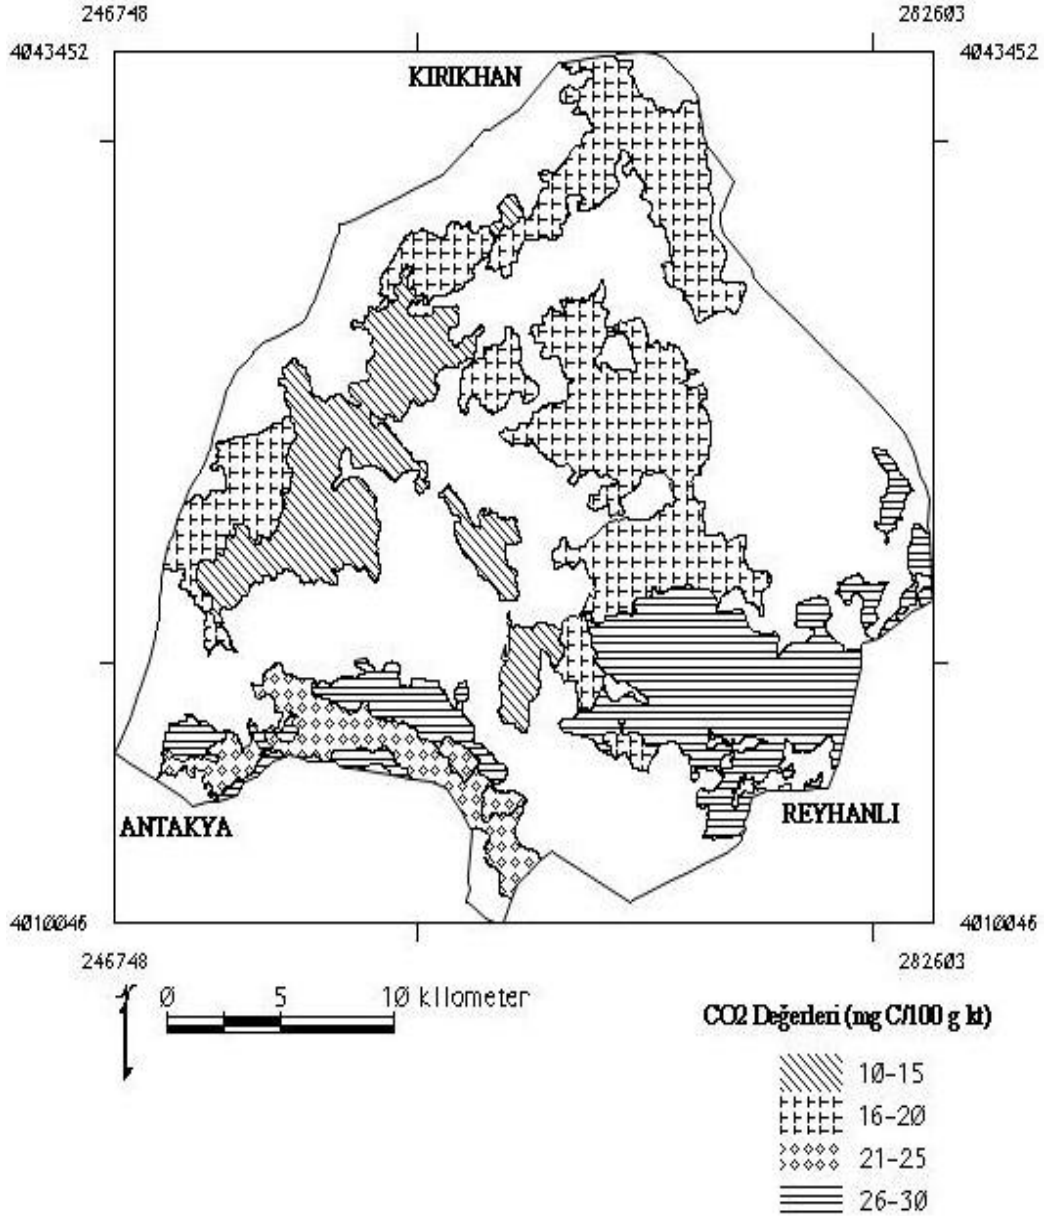 246748 282603
4043452 4043452
KIRIKHAN
ANTAKYA
REYHANLI
4010046 4010046
246748 282603
0 5 10 kilometer
CO2 Değerleri (mg C/100 g kt)
10-15
16-20
21-25
26-30